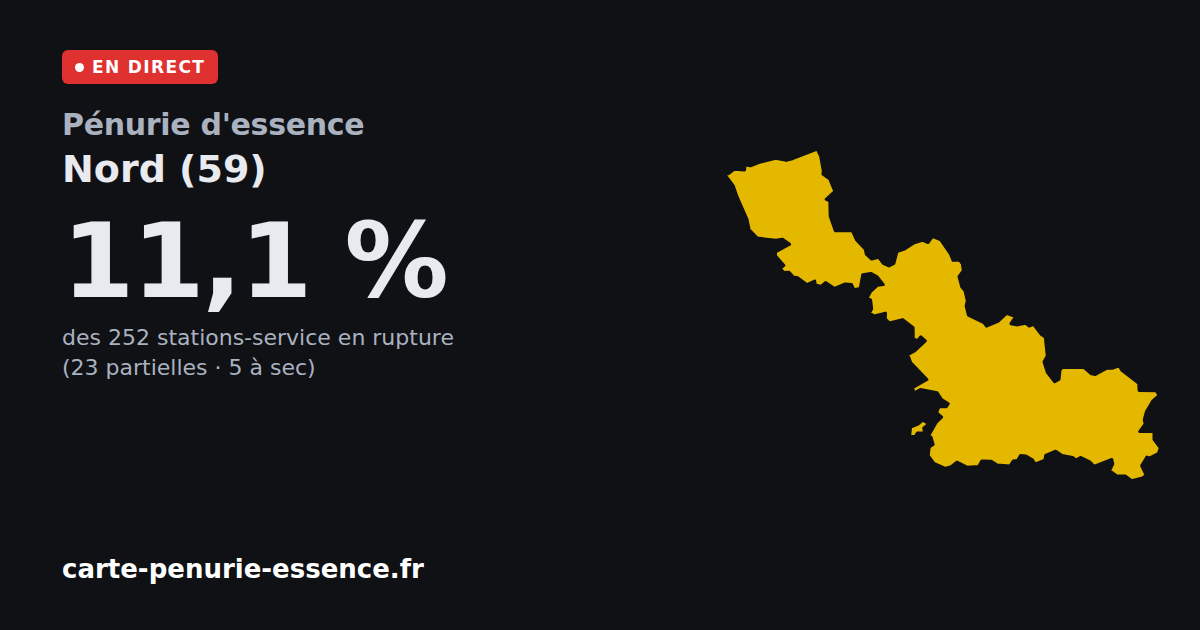 EN DIRECT
Pénurie d'essence
Nord (59)
11,1 %
des 252 stations-service en rupture
(23 partielles · 5 à sec)
carte-penurie-essence.fr